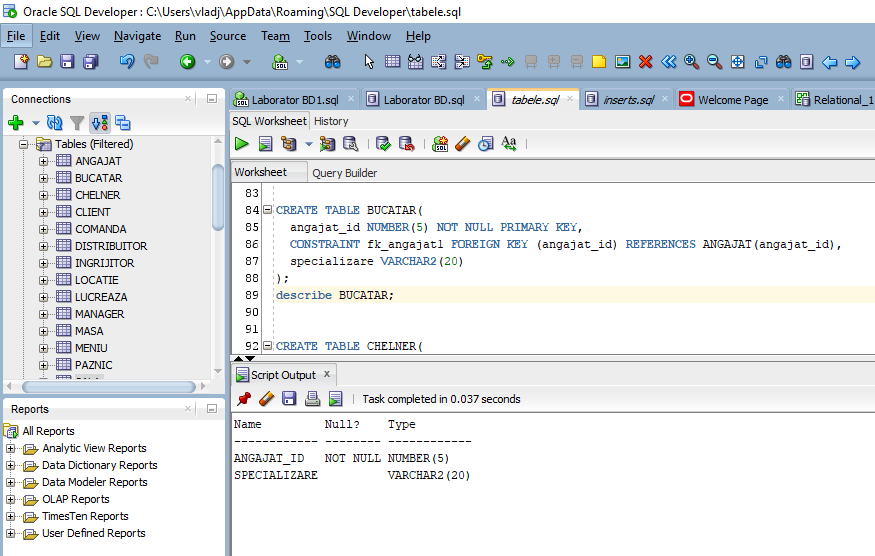 Oracle SQL Developer : C:\Users\vladj\AppData\Roaming\SQL Developer\tabele.sql
File Edit View Navigate Run Source Team Tools Window Help
Connections
Tables (Filtered)
ANGAJAT
BUCATAR
CHELNER
CLIENT
COMANDA
DISTRIBUITOR
INGRIJITOR
LOCATIE
LUCREAZA
MANAGER
MASA
MENIU
PAZNIC
Reports
All Reports
Analytic View Reports
Data Dictionary Reports
Data Modeler Reports
OLAP Reports
TimesTen Reports
User Defined Reports
Laborator BD1.sql Laborator BD.sql tabele.sql inserts.sql Welcome Page Relational_1
SQL Worksheet History
Aa
Worksheet Query Builder
83
84 CREATE TABLE BUCATAR(
85 angajat_id NUMBER(5) NOT NULL PRIMARY KEY,
86 CONSTRAINT fk_angajat1 FOREIGN KEY (angajat_id) REFERENCES ANGAJAT(angajat_id),
87 specializare VARCHAR2(20)
88 );
89 describe BUCATAR;
90
91
92 CREATE TABLE CHELNER(
Script Output x
Task completed in 0.037 seconds
Name Null? Type
------------ -------- ------------
ANGAJAT_ID NOT NULL NUMBER(5)
SPECIALIZARE VARCHAR2(20)